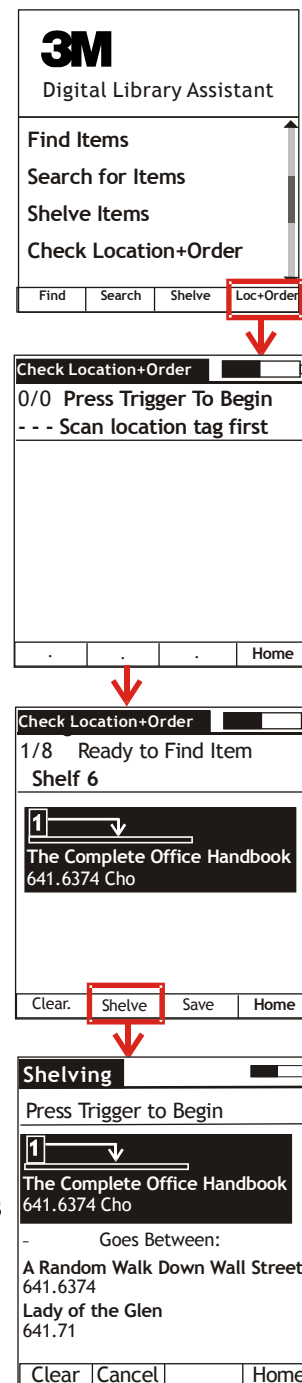 3M
Digital Library Assistant
Find Items
Search for Items
Shelve Items
Check Location+Order
Find Search Shelve Loc+Order
Check Location+Order
0/0 Press Trigger To Begin
- - - Scan location tag first
. . . Home
Check Location+Order
1/8 Ready to Find Item
Shelf 6
1
The Complete Office Handbook
641.6374 Cho
Clear. Shelve Save Home
Shelving
Press Trigger to Begin
1
The Complete Office Handbook
641.6374 Cho
- Goes Between:
A Random Walk Down Wall Street
641.6374
Lady of the Glen
641.71
Clear Cancel Home